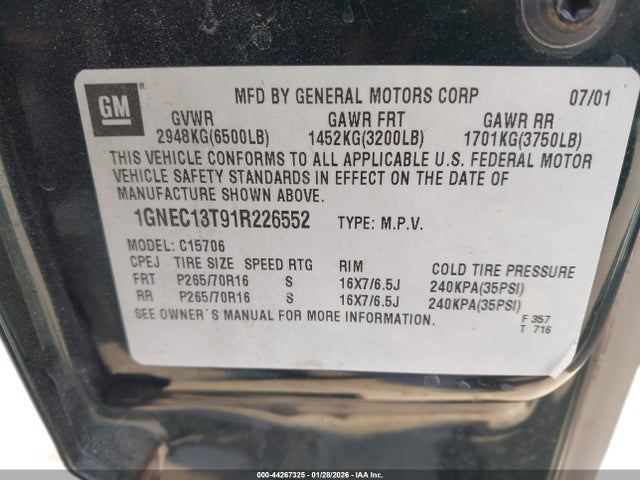 GM
MFD BY GENERAL MOTORS CORP 07/01
GVWR GAWR FRT GAWR RR
2948KG(6500LB) 1452KG(3200LB) 1701KG(3750LB)
THIS VEHICLE CONFORMS TO ALL APPLICABLE U.S. FEDERAL MOTOR
VEHICLE SAFETY STANDARDS IN EFFECT ON THE DATE OF
MANUFACTURE SHOWN ABOVE.
1GNEC13T91R226552 TYPE: M.P.V.
MODEL: C15706
CPEJ TIRE SIZE SPEED RTG RIM COLD TIRE PRESSURE
FRT P265/70R16 S 16X7/6.5J 240KPA(35PSI)
RR P265/70R16 S 16X7/6.5J 240KPA(35PSI)
SEE OWNER'S MANUAL FOR MORE INFORMATION.
F 357
T 716
000-44267325 | 01/28/2026 | IAA Inc.